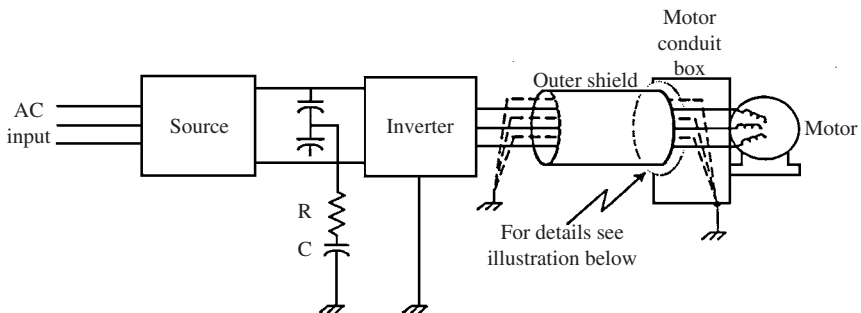 AC
input
Source
R
C
Inverter
Outer shield
Motor
conduit
box
Motor
For details see
illustration below